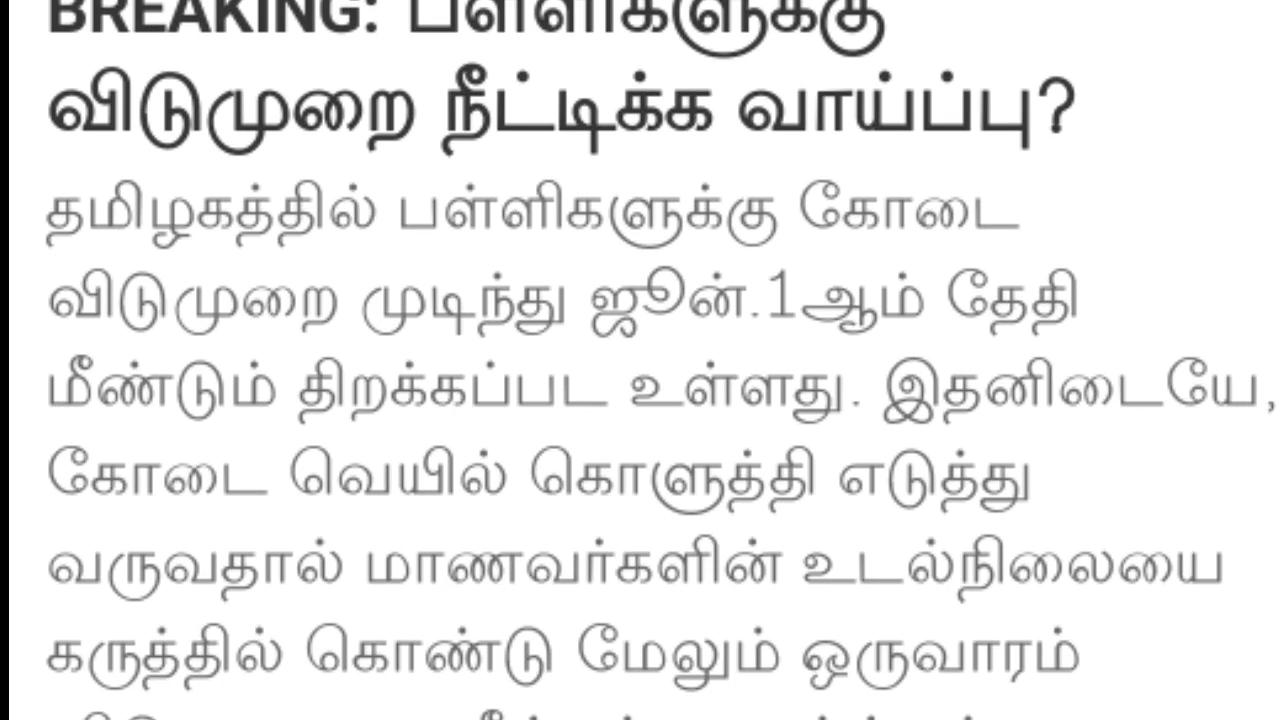 BREAKING: பள்ளிகளுக்கு
விடுமுறை நீட்டிக்க வாய்ப்பு?
தமிழகத்தில் பள்ளிகளுக்கு கோடை
விடுமுறை முடிந்து ஜூன்.1ஆம் தேதி
மீண்டும் திறக்கப்பட உள்ளது. இதனிடையே,
கோடை வெயில் கொளுத்தி எடுத்து
வருவதால் மாணவர்களின் உடல்நிலையை
கருத்தில் கொண்டு மேலும் ஒருவாரம்